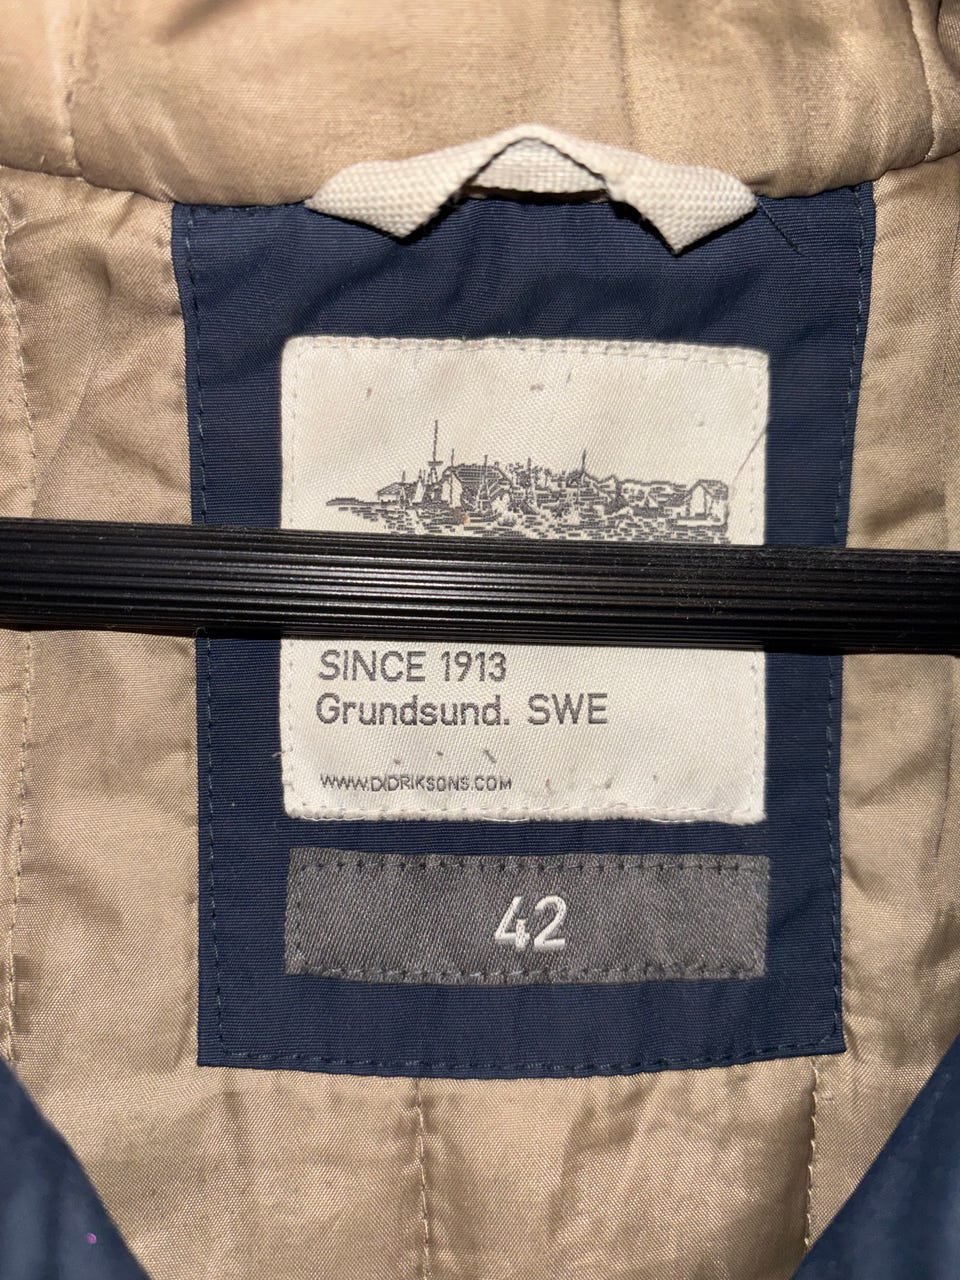 SINCE 1913
Grundsund. SWE
WWW.DIDRIKSONS.COM
42